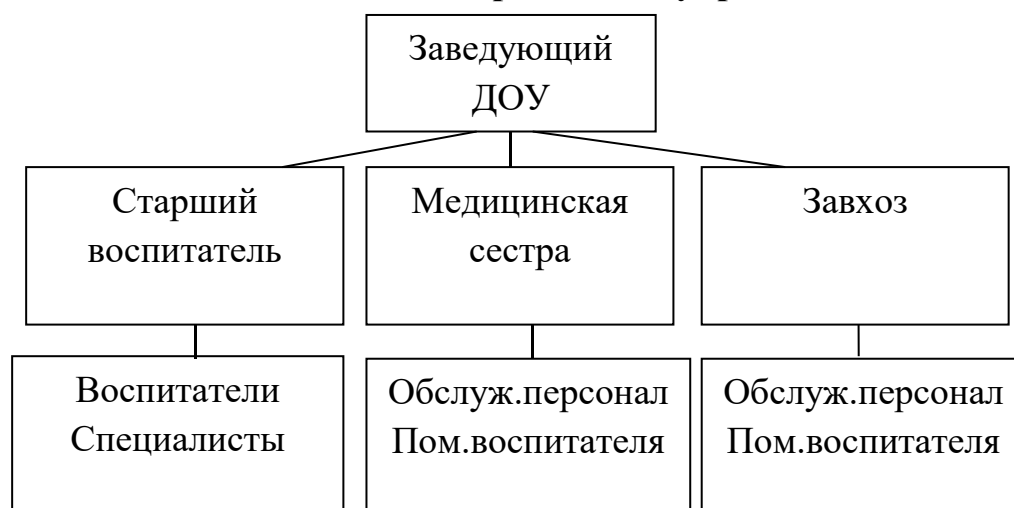 Заведующий
ДОУ
Старший
воспитатель
Медицинская
сестра
Завхоз
Воспитатели
Специалисты
Обслуж.персонал
Пом.воспитателя
Обслуж.персонал
Пом.воспитателя